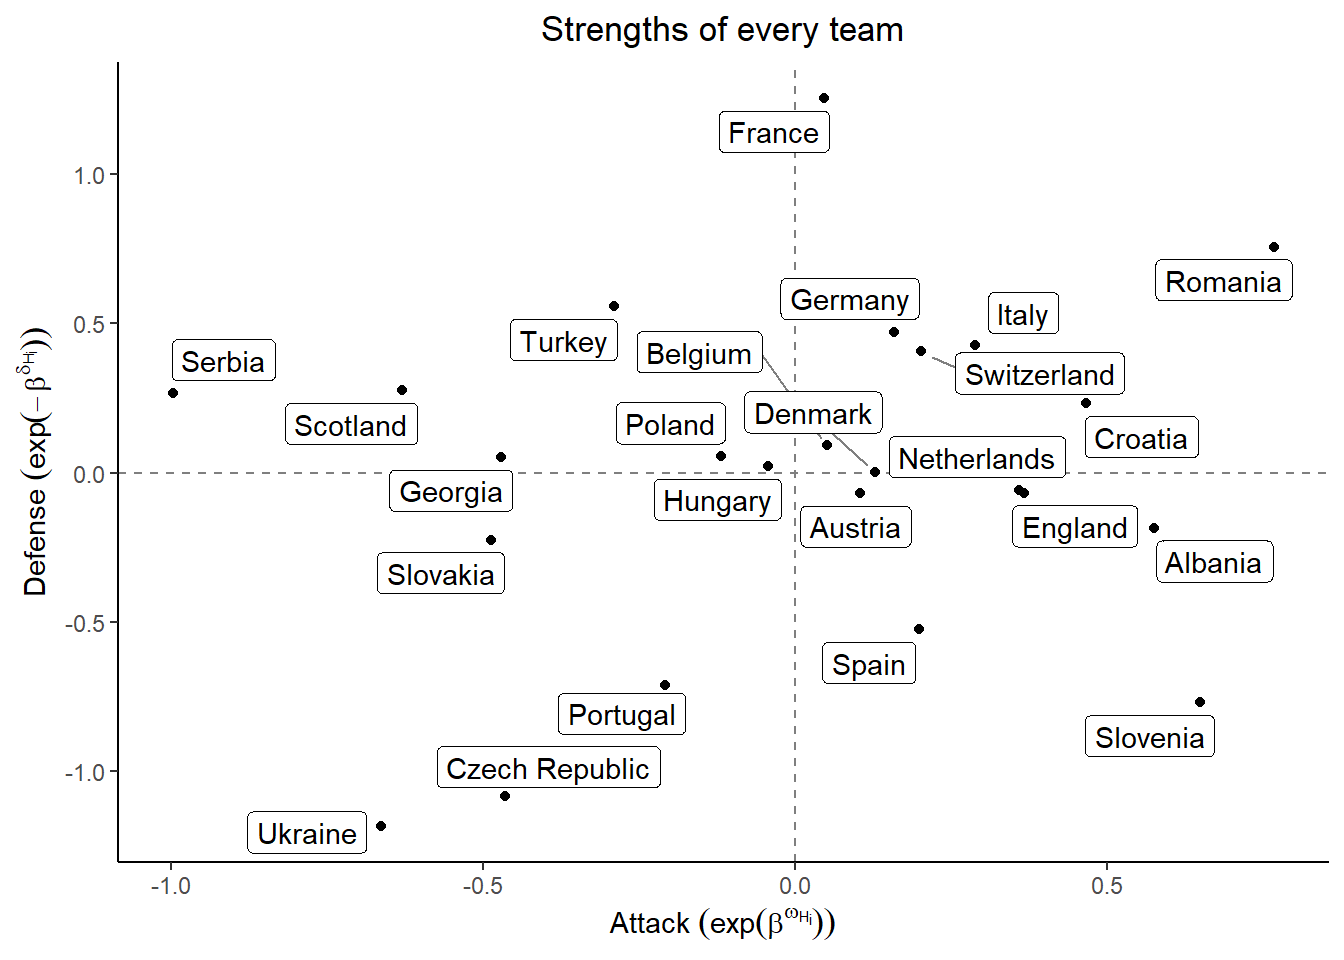 Strengths of every team
France
Romania
Germany
Italy
Turkey
Belgium
Serbia
Switzerland
Denmark
Scotland
Poland
Croatia
Netherlands
Georgia
Hungary
Austria
England
Albania
Slovakia
Spain
Portugal
Slovenia
Czech Republic
Ukraine
1.0
0.5
0.0
-0.5
-1.0
-1.0
-0.5
0.0
0.5
Defense (exp(−β^δ_Hi))
Attack (exp(β^ω_Hi))